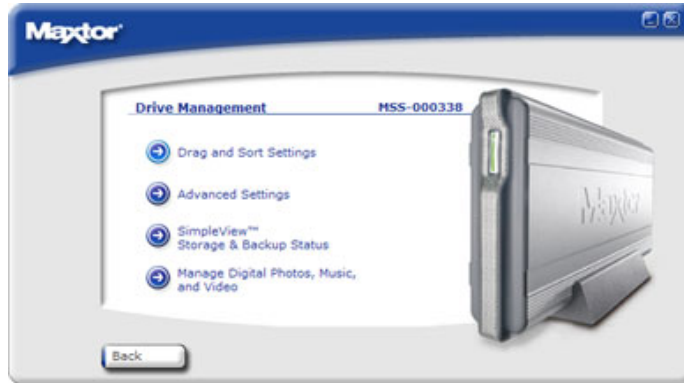 Maxtor
Drive Management MSS-000338
Drag and Sort Settings
Advanced Settings
SimpleView™
Storage & Backup Status
Manage Digital Photos, Music,
and Video
Maxtor
Back